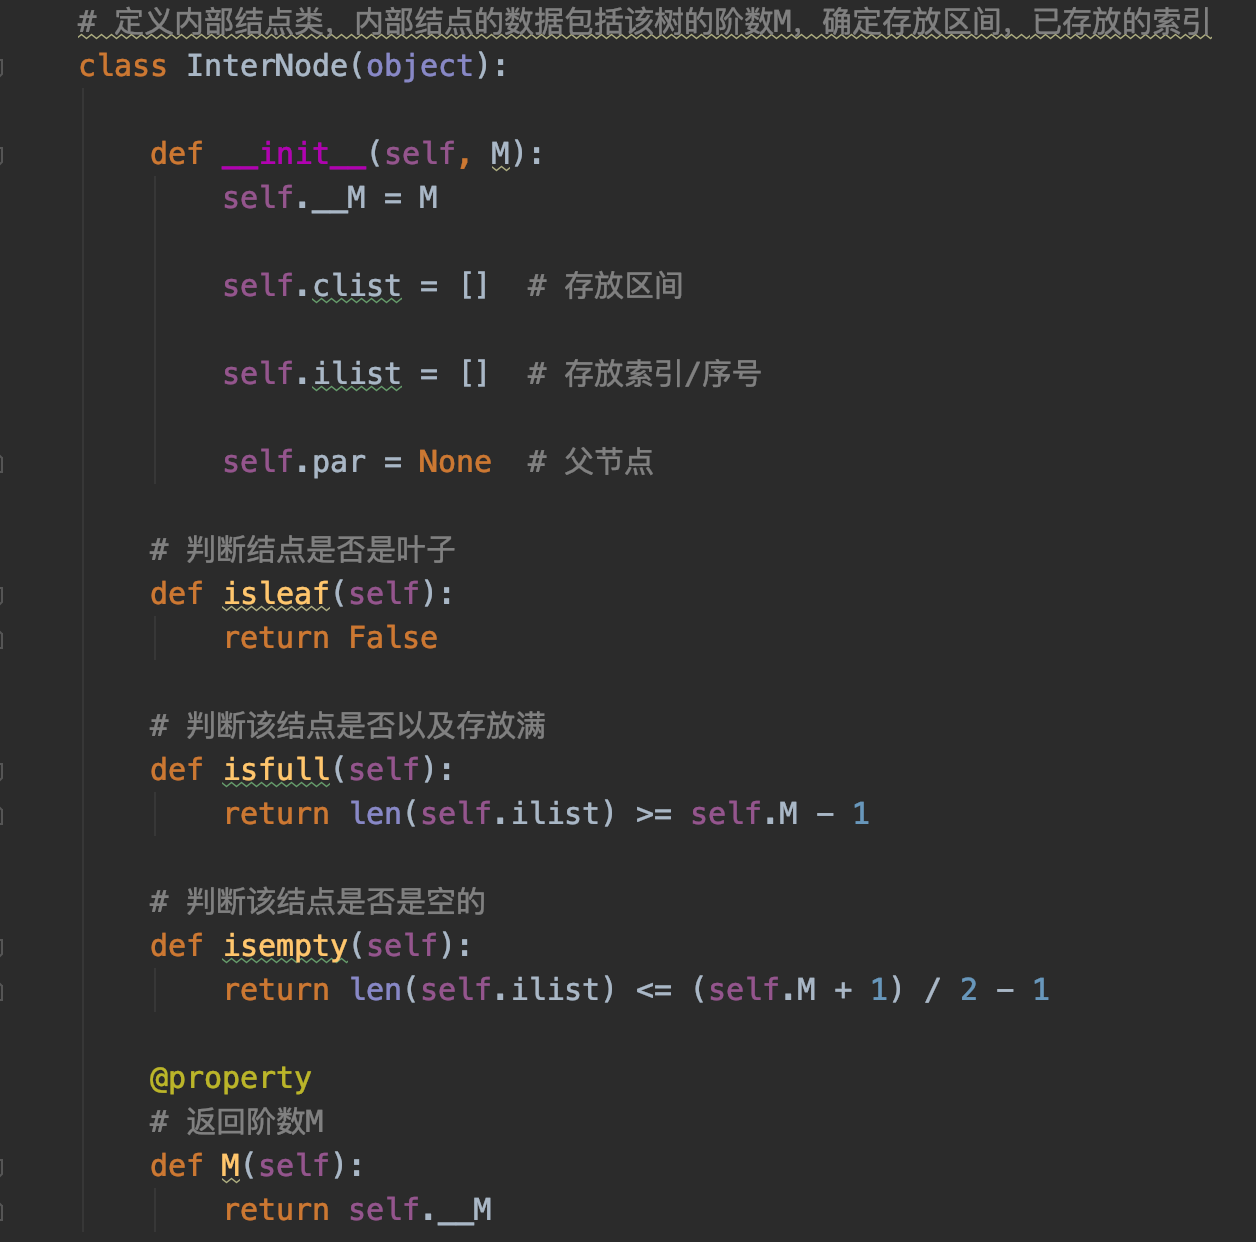 # 定义内部结点类，内部结点的数据包括该树的阶数M，确定存放区间，已存放的索引
class InterNode(object):
def __init__(self, M):
self.__M = M
self.clist = []  # 存放区间
self.ilist = []  # 存放索引/序号
self.par = None  # 父节点
# 判断结点是否是叶子
def isleaf(self):
return False
# 判断该结点是否以及存放满
def isfull(self):
return len(self.ilist) >= self.M - 1
# 判断该结点是否是空的
def isempty(self):
return len(self.ilist) <= (self.M + 1) / 2 - 1
@property
# 返回阶数M
def M(self):
return self.__M